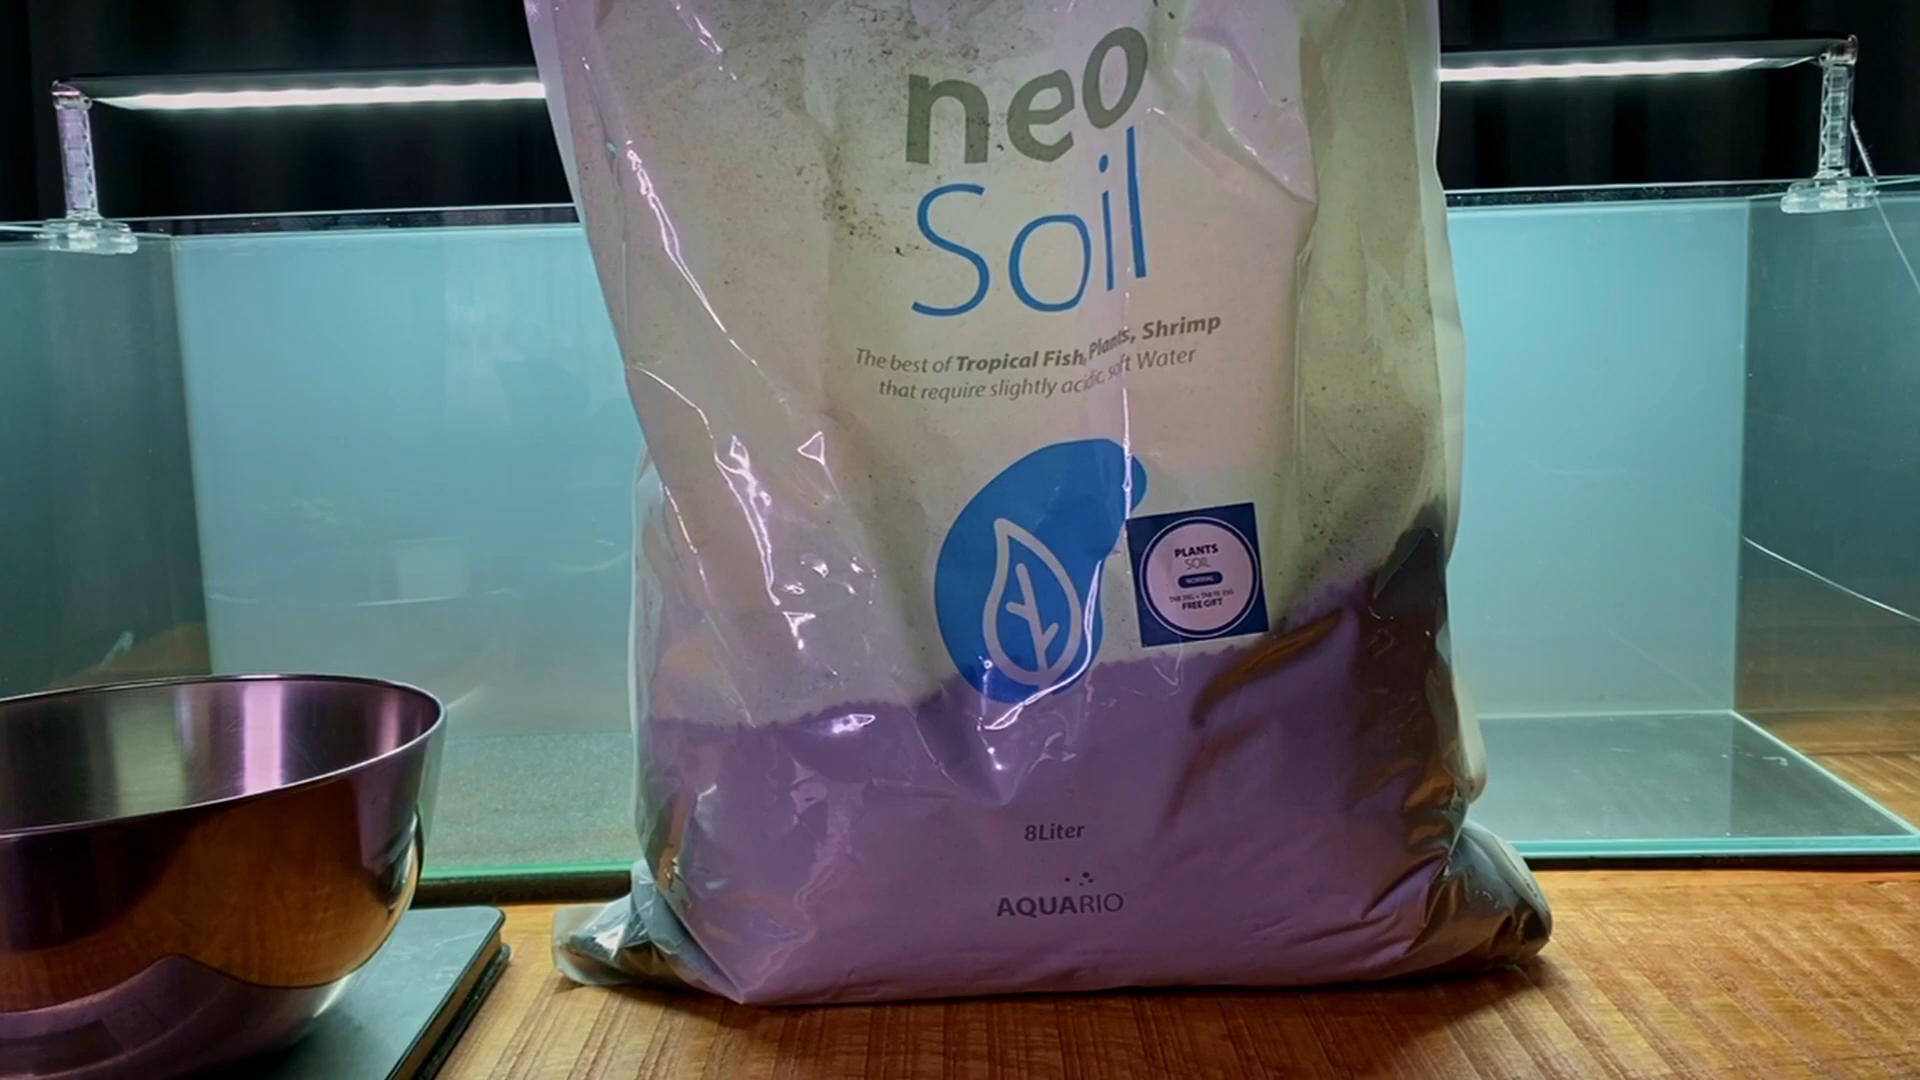 neo
Soil
The best of Tropical Fish, Plants, Shrimp
that require slightly acidic, soft Water
PLANTS
SOIL
NORMAL
FREE GIFT
8Liter
AQUARIO